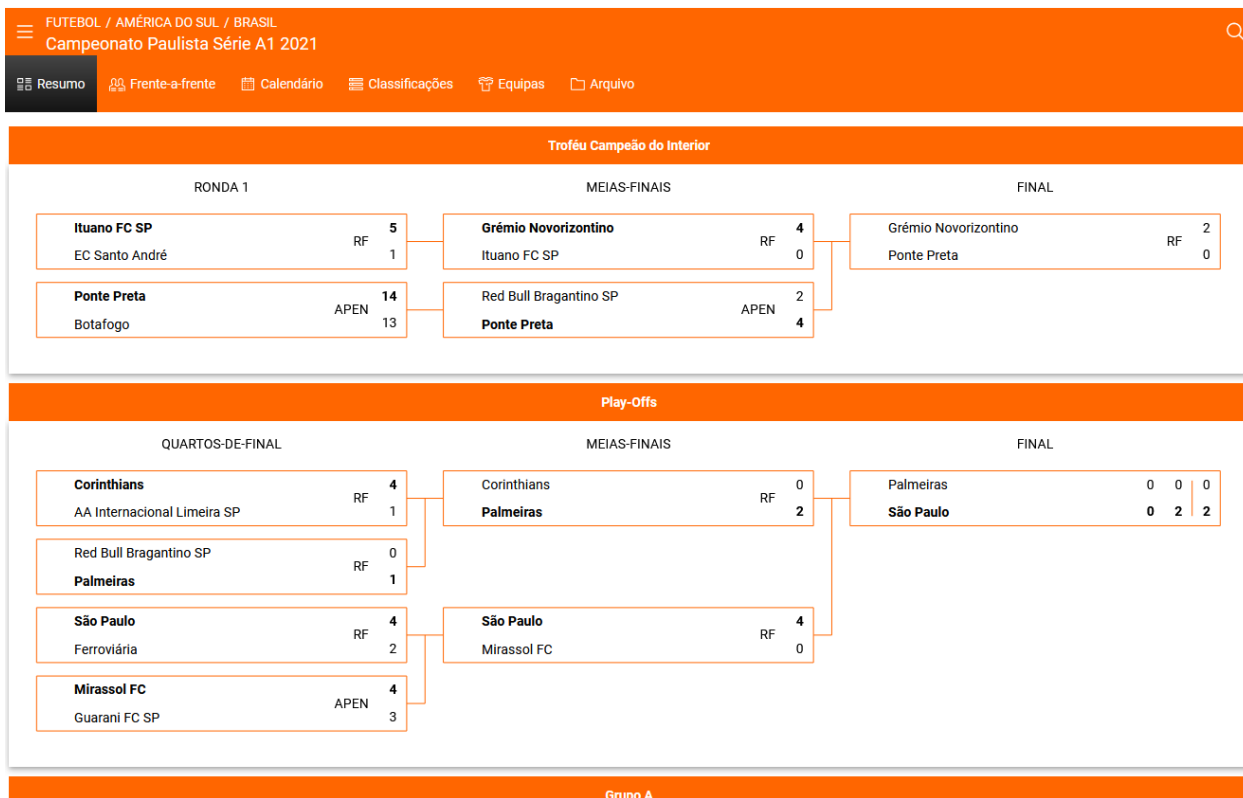 FUTEBOL / AMÉRICA DO SUL / BRASIL
Campeonato Paulista Série A1 2021
Resumo Frente-a-frente Calendário Classificações Equipas Arquivo
Troféu Campeão do Interior
RONDA 1 MEIAS-FINAIS FINAL
Ituano FC SP 5
RF
EC Santo André 1
Grémio Novorizontino 4
RF
Ituano FC SP 0
Grémio Novorizontino 2
RF
Ponte Preta 0
Ponte Preta 14
APEN
Botafogo 13
Red Bull Bragantino SP 2
APEN
Ponte Preta 4
Play-Offs
QUARTOS-DE-FINAL MEIAS-FINAIS FINAL
Corinthians 4
RF
AA Internacional Limeira SP 1
Corinthians 0
RF
Palmeiras 2
Palmeiras 0 0 0
São Paulo 0 2 2
Red Bull Bragantino SP 0
RF
Palmeiras 1
São Paulo 4
RF
Ferroviária 2
São Paulo 4
RF
Mirassol FC 0
Mirassol FC 4
APEN
Guarani FC SP 3
Grupo A